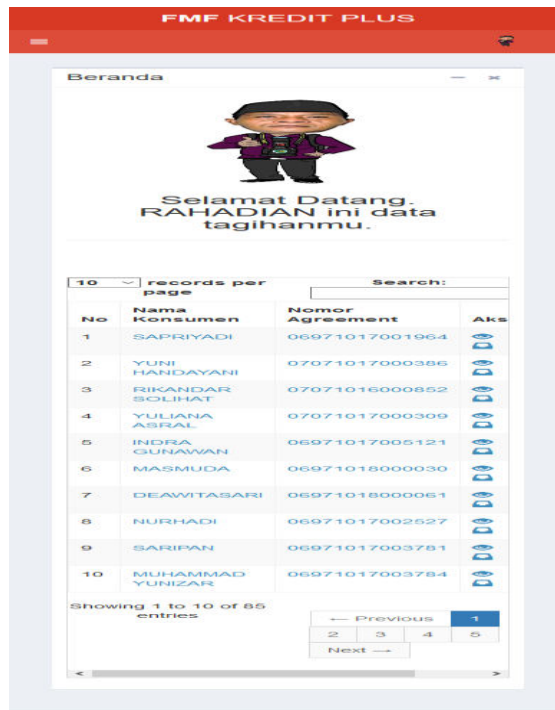 FMF KREDIT PLUS
Beranda
Selamat Datang.
RAHADIAN ini data
tagihanmu.
10 records per page Search:
No Nama Konsumen Nomor Agreement Aks
1 SAPRIYADI 06971017001964
2 YUNI HANDAYANI 07071017000386
3 RIKANDAR SOLIHAT 07071016000852
4 YULIANA ASRAL 07071017000309
5 INDRA GUNAWAN 06971017005121
6 MASMUDA 06971018000030
7 DEAWITASARI 06971018000061
8 NURHADI 06971017002527
9 SARIPAN 06971017003781
10 MUHAMMAD YUNIZAR 06971017003784
Showing 1 to 10 of 85 entries
← Previous 1
2 3 4 5
Next →